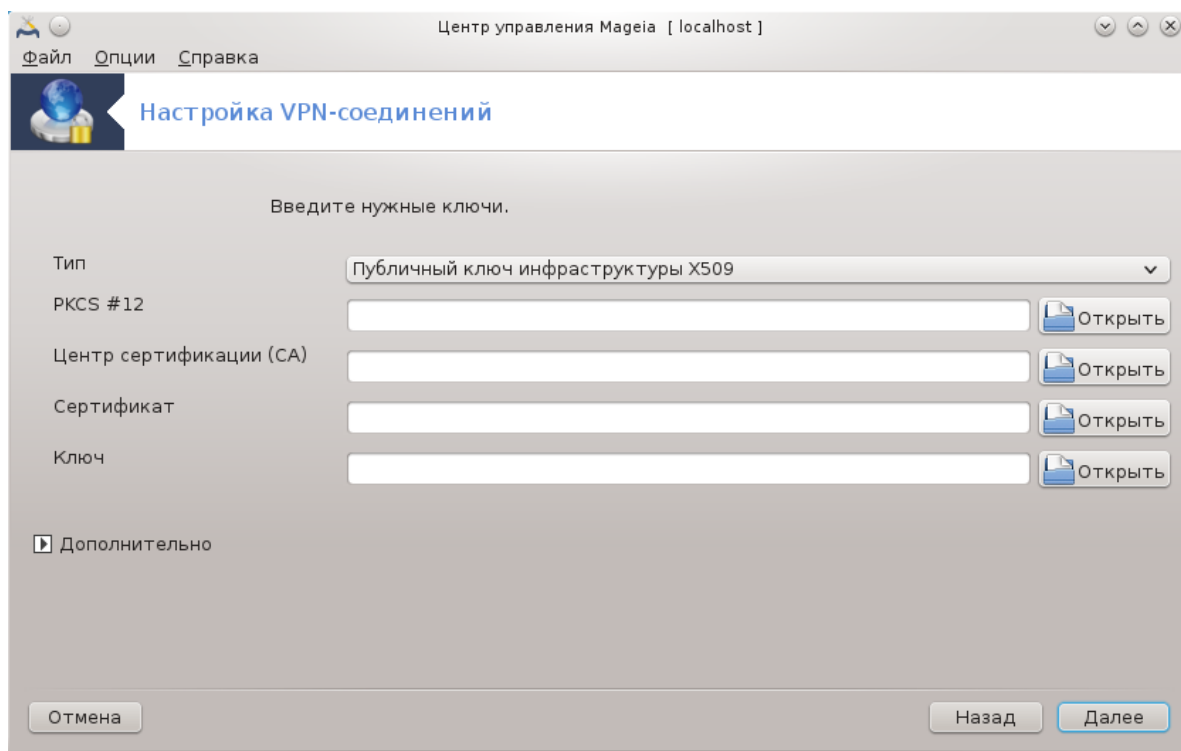 Центр управления Mageia [ localhost ]
Файл Опции Справка
Настройка VPN-соединений
Введите нужные ключи.
Тип
Публичный ключ инфраструктуры X509
PKCS #12
Открыть
Центр сертификации (CA)
Открыть
Сертификат
Открыть
Ключ
Открыть
Дополнительно
Отмена
Назад
Далее